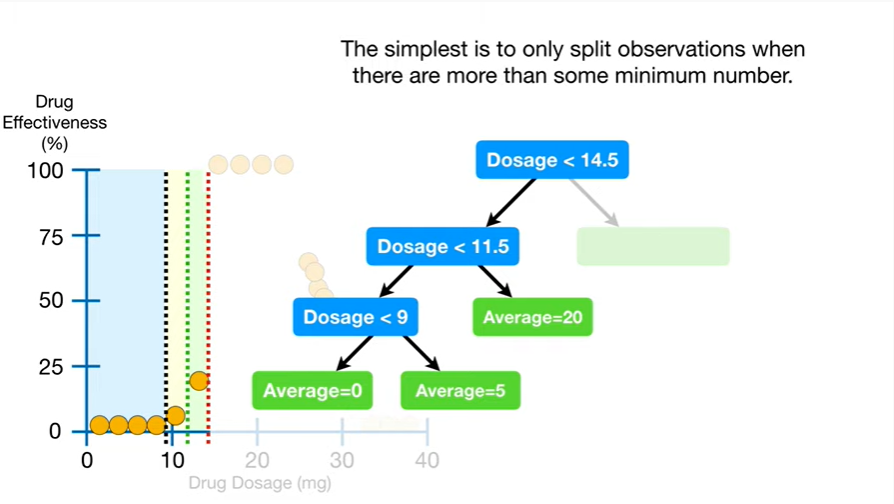 The simplest is to only split observations when
there are more than some minimum number.
Drug
Effectiveness
(%)
100
75
50
25
0
0
10
20
30
40
Drug Dosage (mg)
Dosage < 14.5
Dosage < 11.5
Dosage < 9
Average=20
Average=0
Average=5